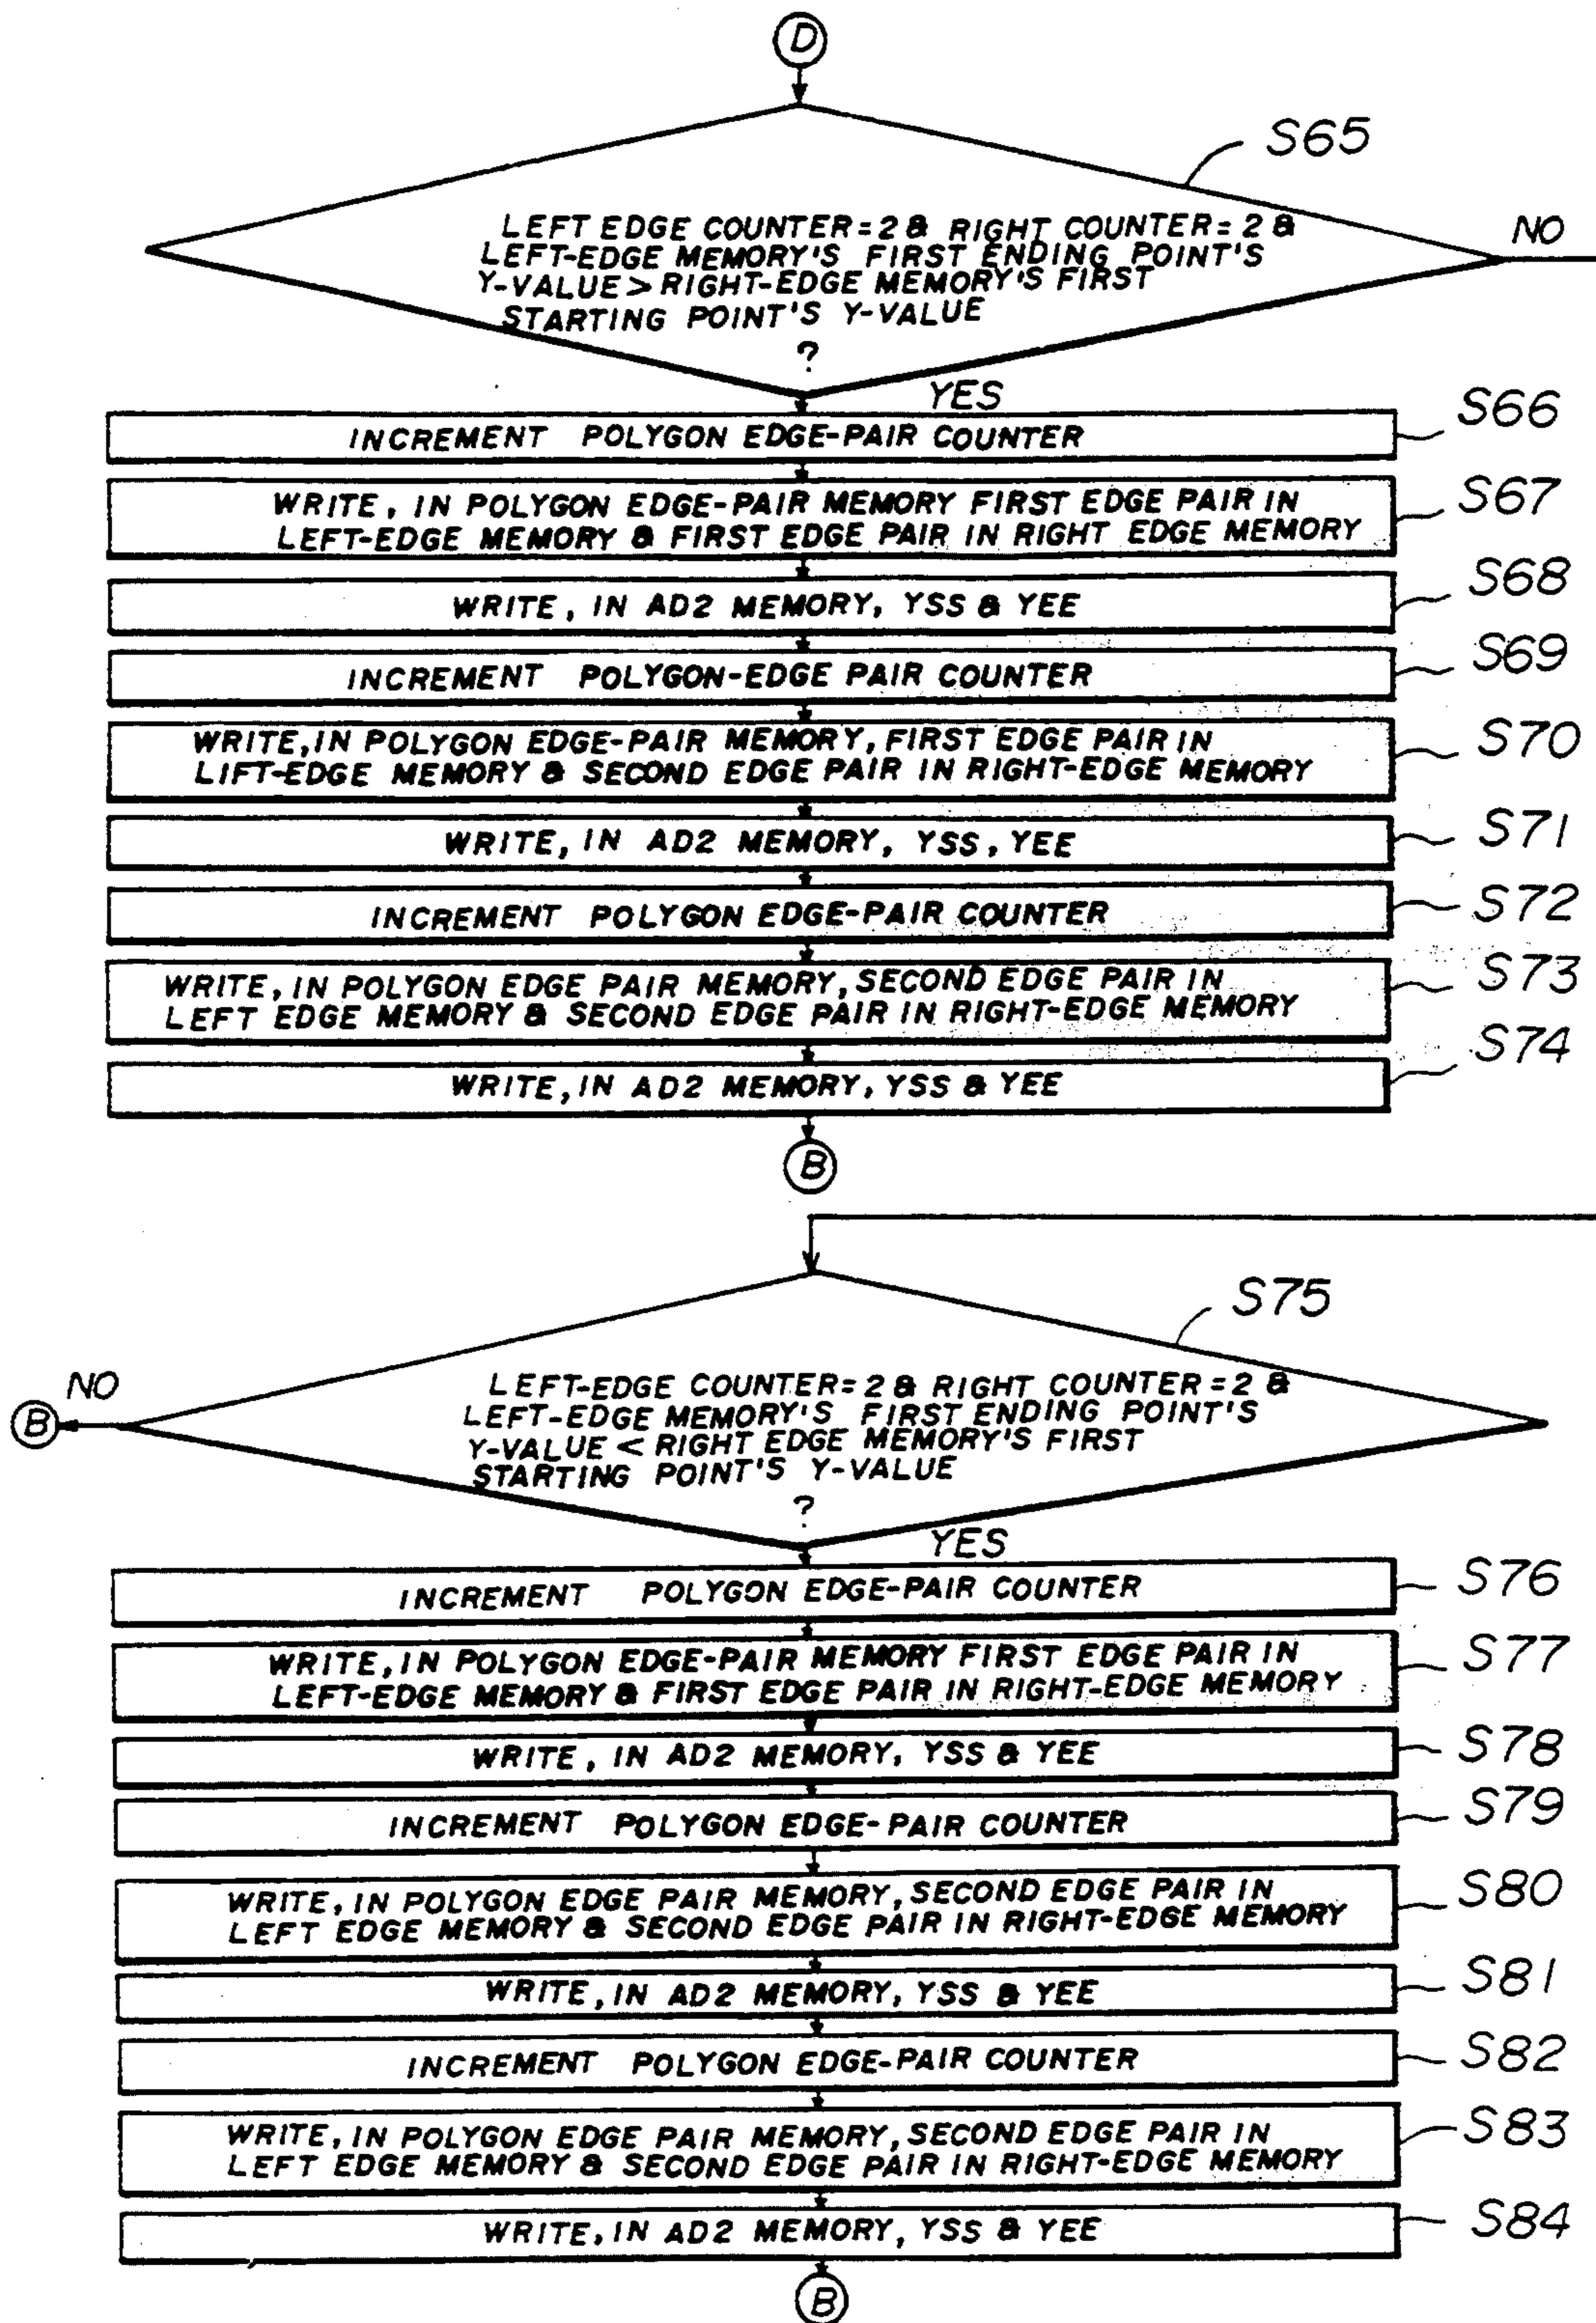 D
S65
LEFT EDGE COUNTER=2 & RIGHT COUNTER=2 &
LEFT-EDGE MEMORY'S FIRST ENDING POINT'S
Y-VALUE > RIGHT-EDGE MEMORY'S FIRST
STARTING POINT'S Y-VALUE
?
NO
YES
INCREMENT POLYGON EDGE-PAIR COUNTER
S66
WRITE, IN POLYGON EDGE-PAIR MEMORY FIRST EDGE PAIR IN
LEFT-EDGE MEMORY & FIRST EDGE PAIR IN RIGHT EDGE MEMORY
S67
WRITE, IN AD2 MEMORY, YSS & YEE
S68
INCREMENT POLYGON-EDGE PAIR COUNTER
S69
WRITE, IN POLYGON EDGE-PAIR MEMORY, FIRST EDGE PAIR IN
LIFT-EDGE MEMORY & SECOND EDGE PAIR IN RIGHT-EDGE MEMORY
S70
WRITE, IN AD2 MEMORY, YSS, YEE
S71
INCREMENT POLYGON EDGE-PAIR COUNTER
S72
WRITE, IN POLYGON EDGE PAIR MEMORY, SECOND EDGE PAIR IN
LEFT EDGE MEMORY & SECOND EDGE PAIR IN RIGHT-EDGE MEMORY
S73
WRITE, IN AD2 MEMORY, YSS & YEE
S74
B
S75
LEFT-EDGE COUNTER=2 & RIGHT COUNTER=2 &
LEFT-EDGE MEMORY'S FIRST ENDING POINT'S
Y-VALUE < RIGHT EDGE MEMORY'S FIRST
STARTING POINT'S Y-VALUE
?
NO
B
YES
INCREMENT POLYGON EDGE-PAIR COUNTER
S76
WRITE, IN POLYGON EDGE-PAIR MEMORY FIRST EDGE PAIR IN
LEFT-EDGE MEMORY & FIRST EDGE PAIR IN RIGHT-EDGE MEMORY
S77
WRITE, IN AD2 MEMORY, YSS & YEE
S78
INCREMENT POLYGON EDGE-PAIR COUNTER
S79
WRITE, IN POLYGON EDGE PAIR MEMORY, SECOND EDGE PAIR IN
LEFT EDGE MEMORY & SECOND EDGE PAIR IN RIGHT-EDGE MEMORY
S80
WRITE, IN AD2 MEMORY, YSS & YEE
S81
INCREMENT POLYGON EDGE-PAIR COUNTER
S82
WRITE, IN POLYGON EDGE PAIR MEMORY, SECOND EDGE PAIR IN
LEFT EDGE MEMORY & SECOND EDGE PAIR IN RIGHT-EDGE MEMORY
S83
WRITE, IN AD2 MEMORY, YSS & YEE
S84
B